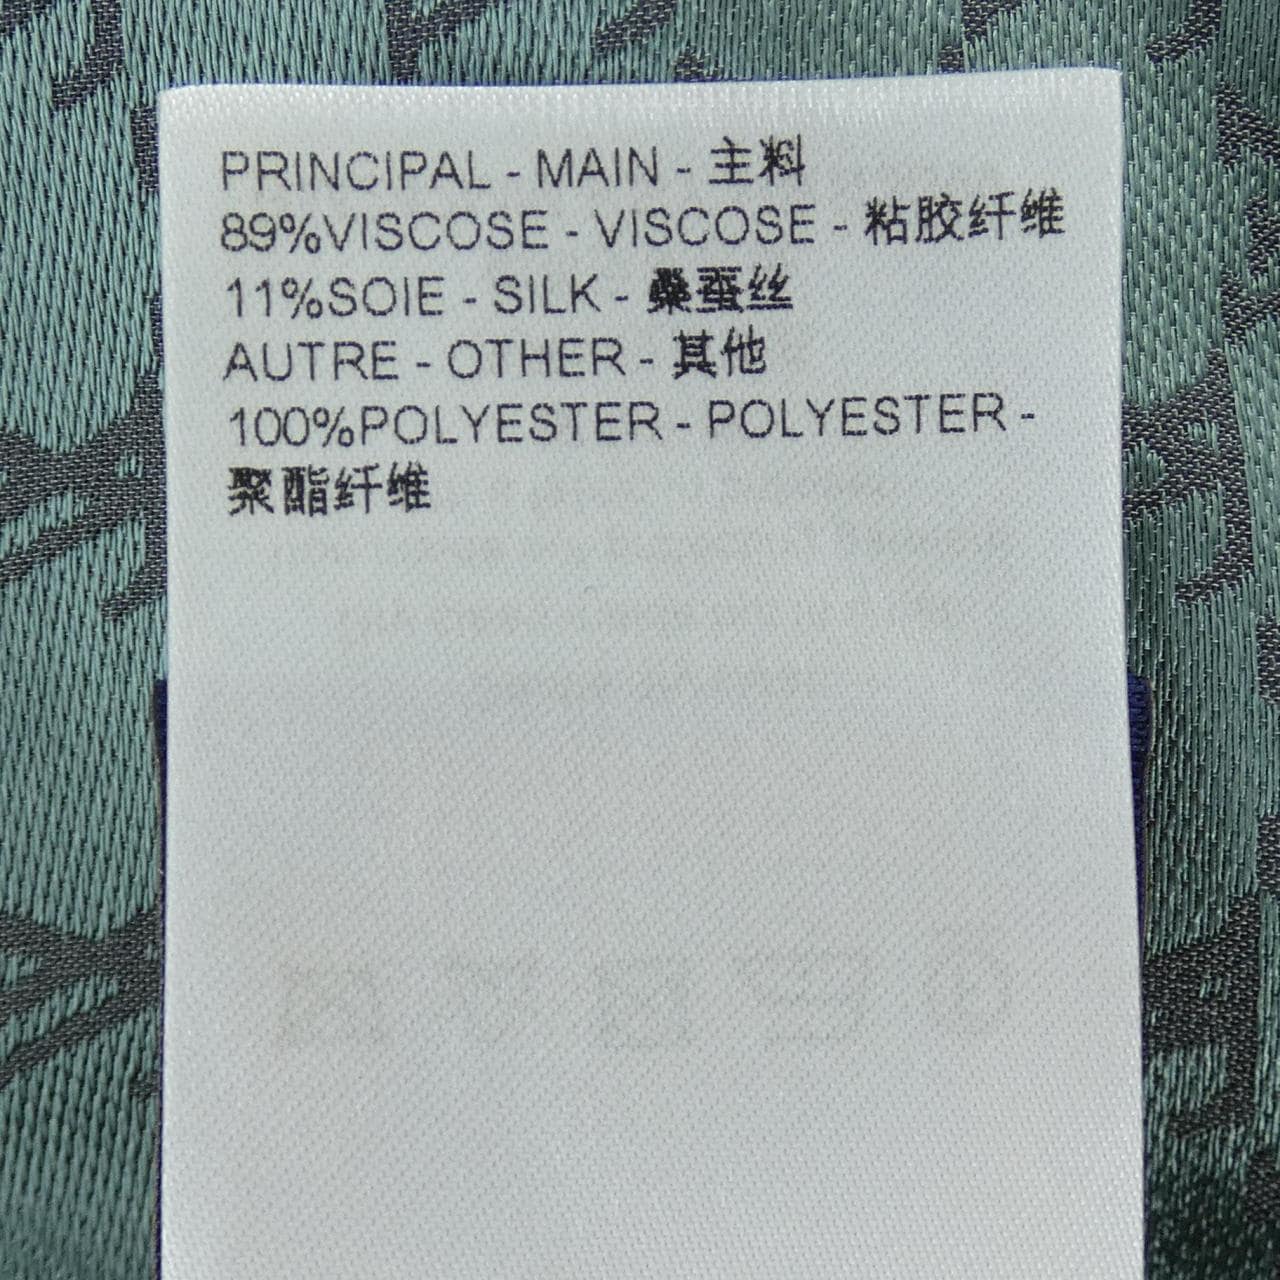 PRINCIPAL - MAIN - 主料
89%VISCOSE - VISCOSE - 粘胶纤维
11%SOIE - SILK - 桑蚕丝
AUTRE - OTHER - 其他
100%POLYESTER - POLYESTER -
聚酯纤维